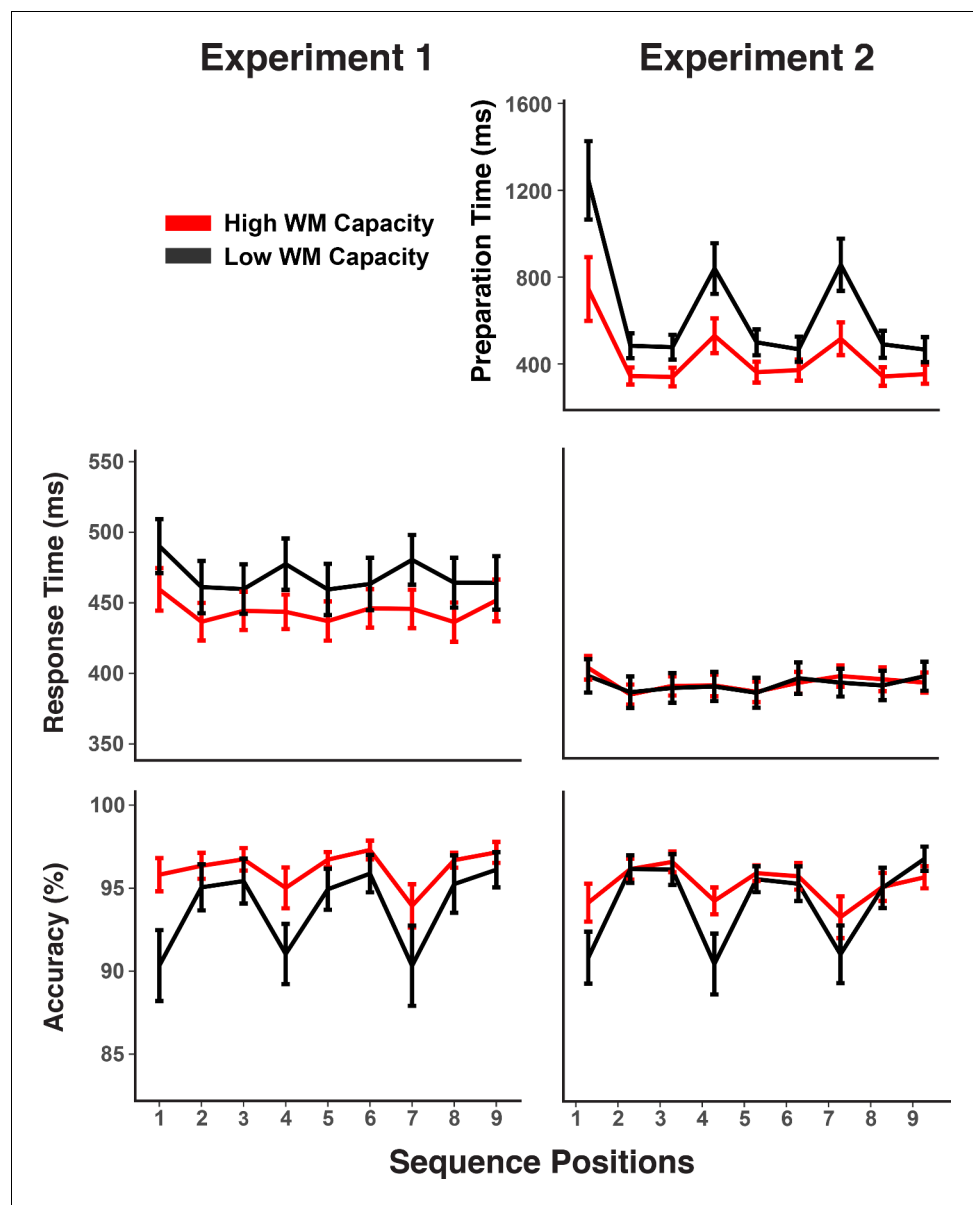 Experiment 1
Experiment 2
High WM Capacity
Low WM Capacity
Preparation Time (ms)
1600
1200
800
400
Response Time (ms)
550
500
450
400
350
Accuracy (%)
100
95
90
85
1 2 3 4 5 6 7 8 9
1 2 3 4 5 6 7 8 9
Sequence Positions